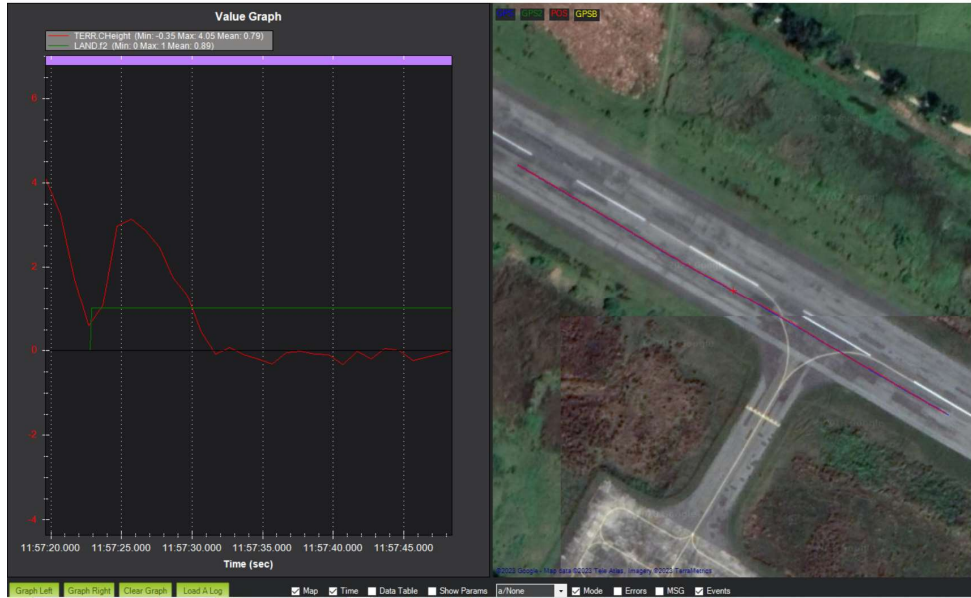 Value Graph
TERR.CHeight (Min: -0.35 Max: 4.05 Mean: 0.79)
LAND.f2 (Min: 0 Max: 1 Mean: 0.89)
6
4
2
0
-2
-4
11:57:20.000 11:57:25.000 11:57:30.000 11:57:35.000 11:57:40.000 11:57:45.000
Time (sec)
GPS2 POS GPSB
©2023 Google - Map data ©2023 Tele Atlas, Imagery ©2023 TerraMetrics
Graph Left Graph Right Clear Graph Load A Log Map Time Data Table Show Params a/None Mode Errors MSG Events